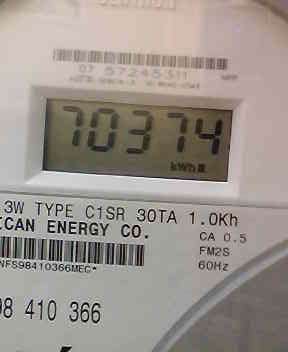 07 57245311
70374
kWh
3W TYPE C1SR 30TA 1.0Kh
ICAN ENERGY CO.
CA 0.5
FM2S
60Hz
NFS98410366MEC*
98 410 366